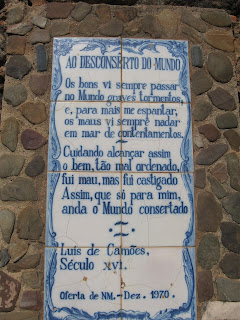 AO DESCONSERTO DO MUNDO
Os bons vi sempre passar
no Mundo graves tormentos,
e, para mais me espantar,
os maus vi sempre nadar
em mar de contentamentos.
Cuidando alcançar assim
o bem, tão mal ordenado,
fui mau, mas fui castigado
Assim, que só para mim,
anda o Mundo consertado
Luís de Camões,
Século XVI.
Oferta de NM.- Dez. 1970.